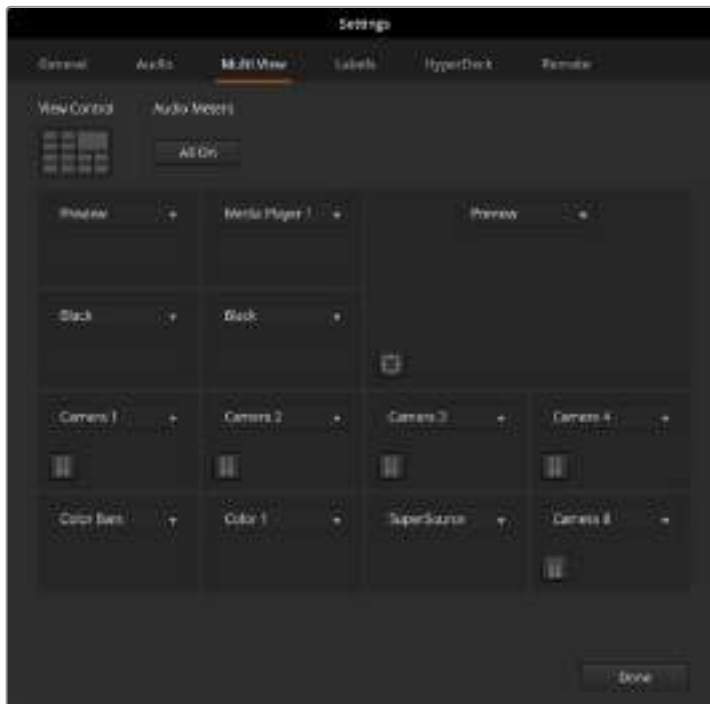 Settings
General Audio Multi View Labels HyperDeck Remote
View Control Audio Meters
All On
Preview Media Player 1 Preview
Black Black
Camera 1 Camera 2 Camera 3 Camera 4
Color Bars Color 1 SuperSource Camera 8
Done